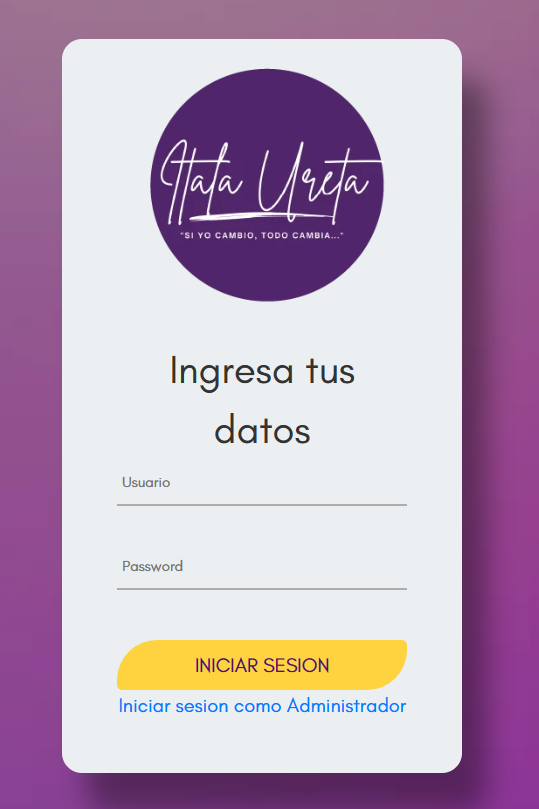 Itala Ureta
"SI YO CAMBIO, TODO CAMBIA..."
Ingresa tus
datos
Usuario
Password
INICIAR SESION
Iniciar sesion como Administrador